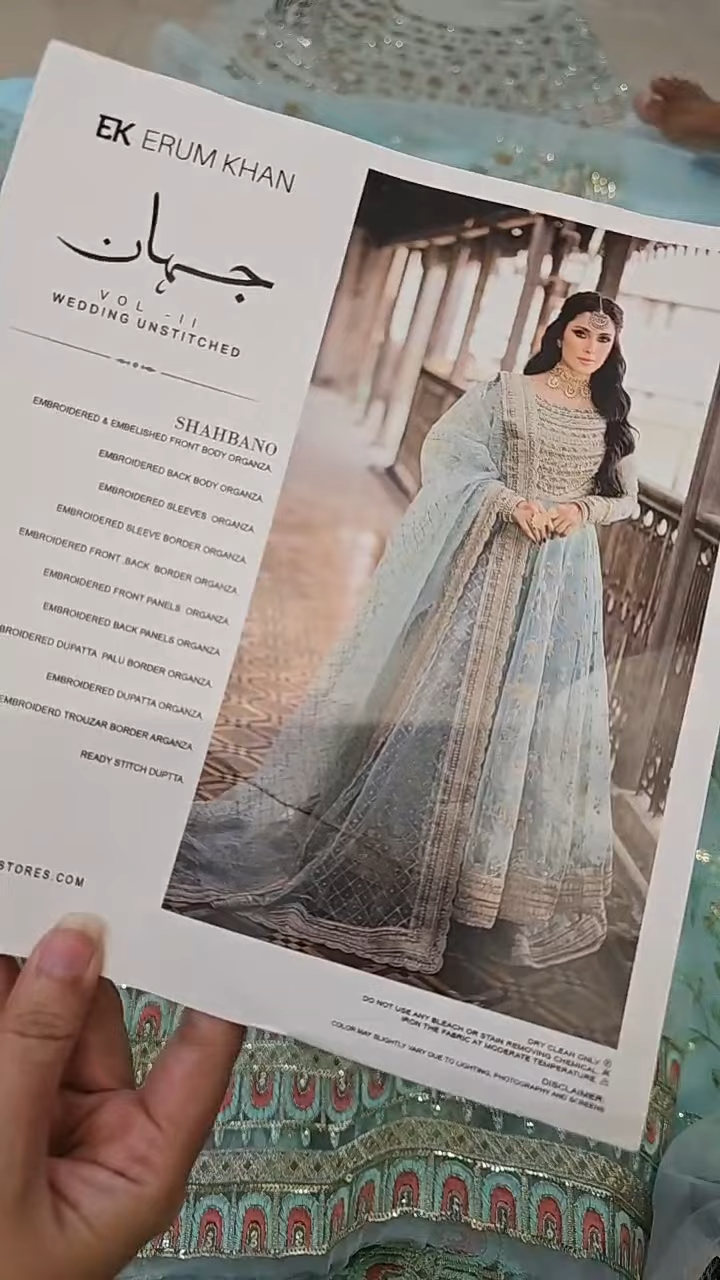 EK ERUM KHAN
جہان
VOL - II
WEDDING UNSTITCHED
SHAHBANO
EMBROIDERED & EMBELISHED FRONT BODY ORGANZA.
EMBROIDERED BACK BODY ORGANZA.
EMBROIDERED SLEEVES ORGANZA.
EMBROIDERED SLEEVE BORDER ORGANZA.
EMBROIDERED FRONT .BACK BORDER ORGANZA.
EMBROIDERED FRONT PANELS ORGANZA.
EMBROIDERED BACK PANELS ORGANZA.
BROIDERED DUPATTA PALU BORDER ORGANZA.
EMBROIDERED DUPATTA ORGANZA.
EMBROIDERD TROUZAR BORDER ARGANZA
READY STITCH DUPTTA.
STORES.COM
DRY CLEAN ONLY
DO NOT USE ANY BLEACH OR STAIN REMOVING CHEMICAL.
IRON THE FABRIC AT MODERATE TEMPERATURE.
DISCLAIMER:
COLOR MAY SLIGHTLY VARY DUE TO LIGHTING, PHOTOGRAPHY AND SCREENS